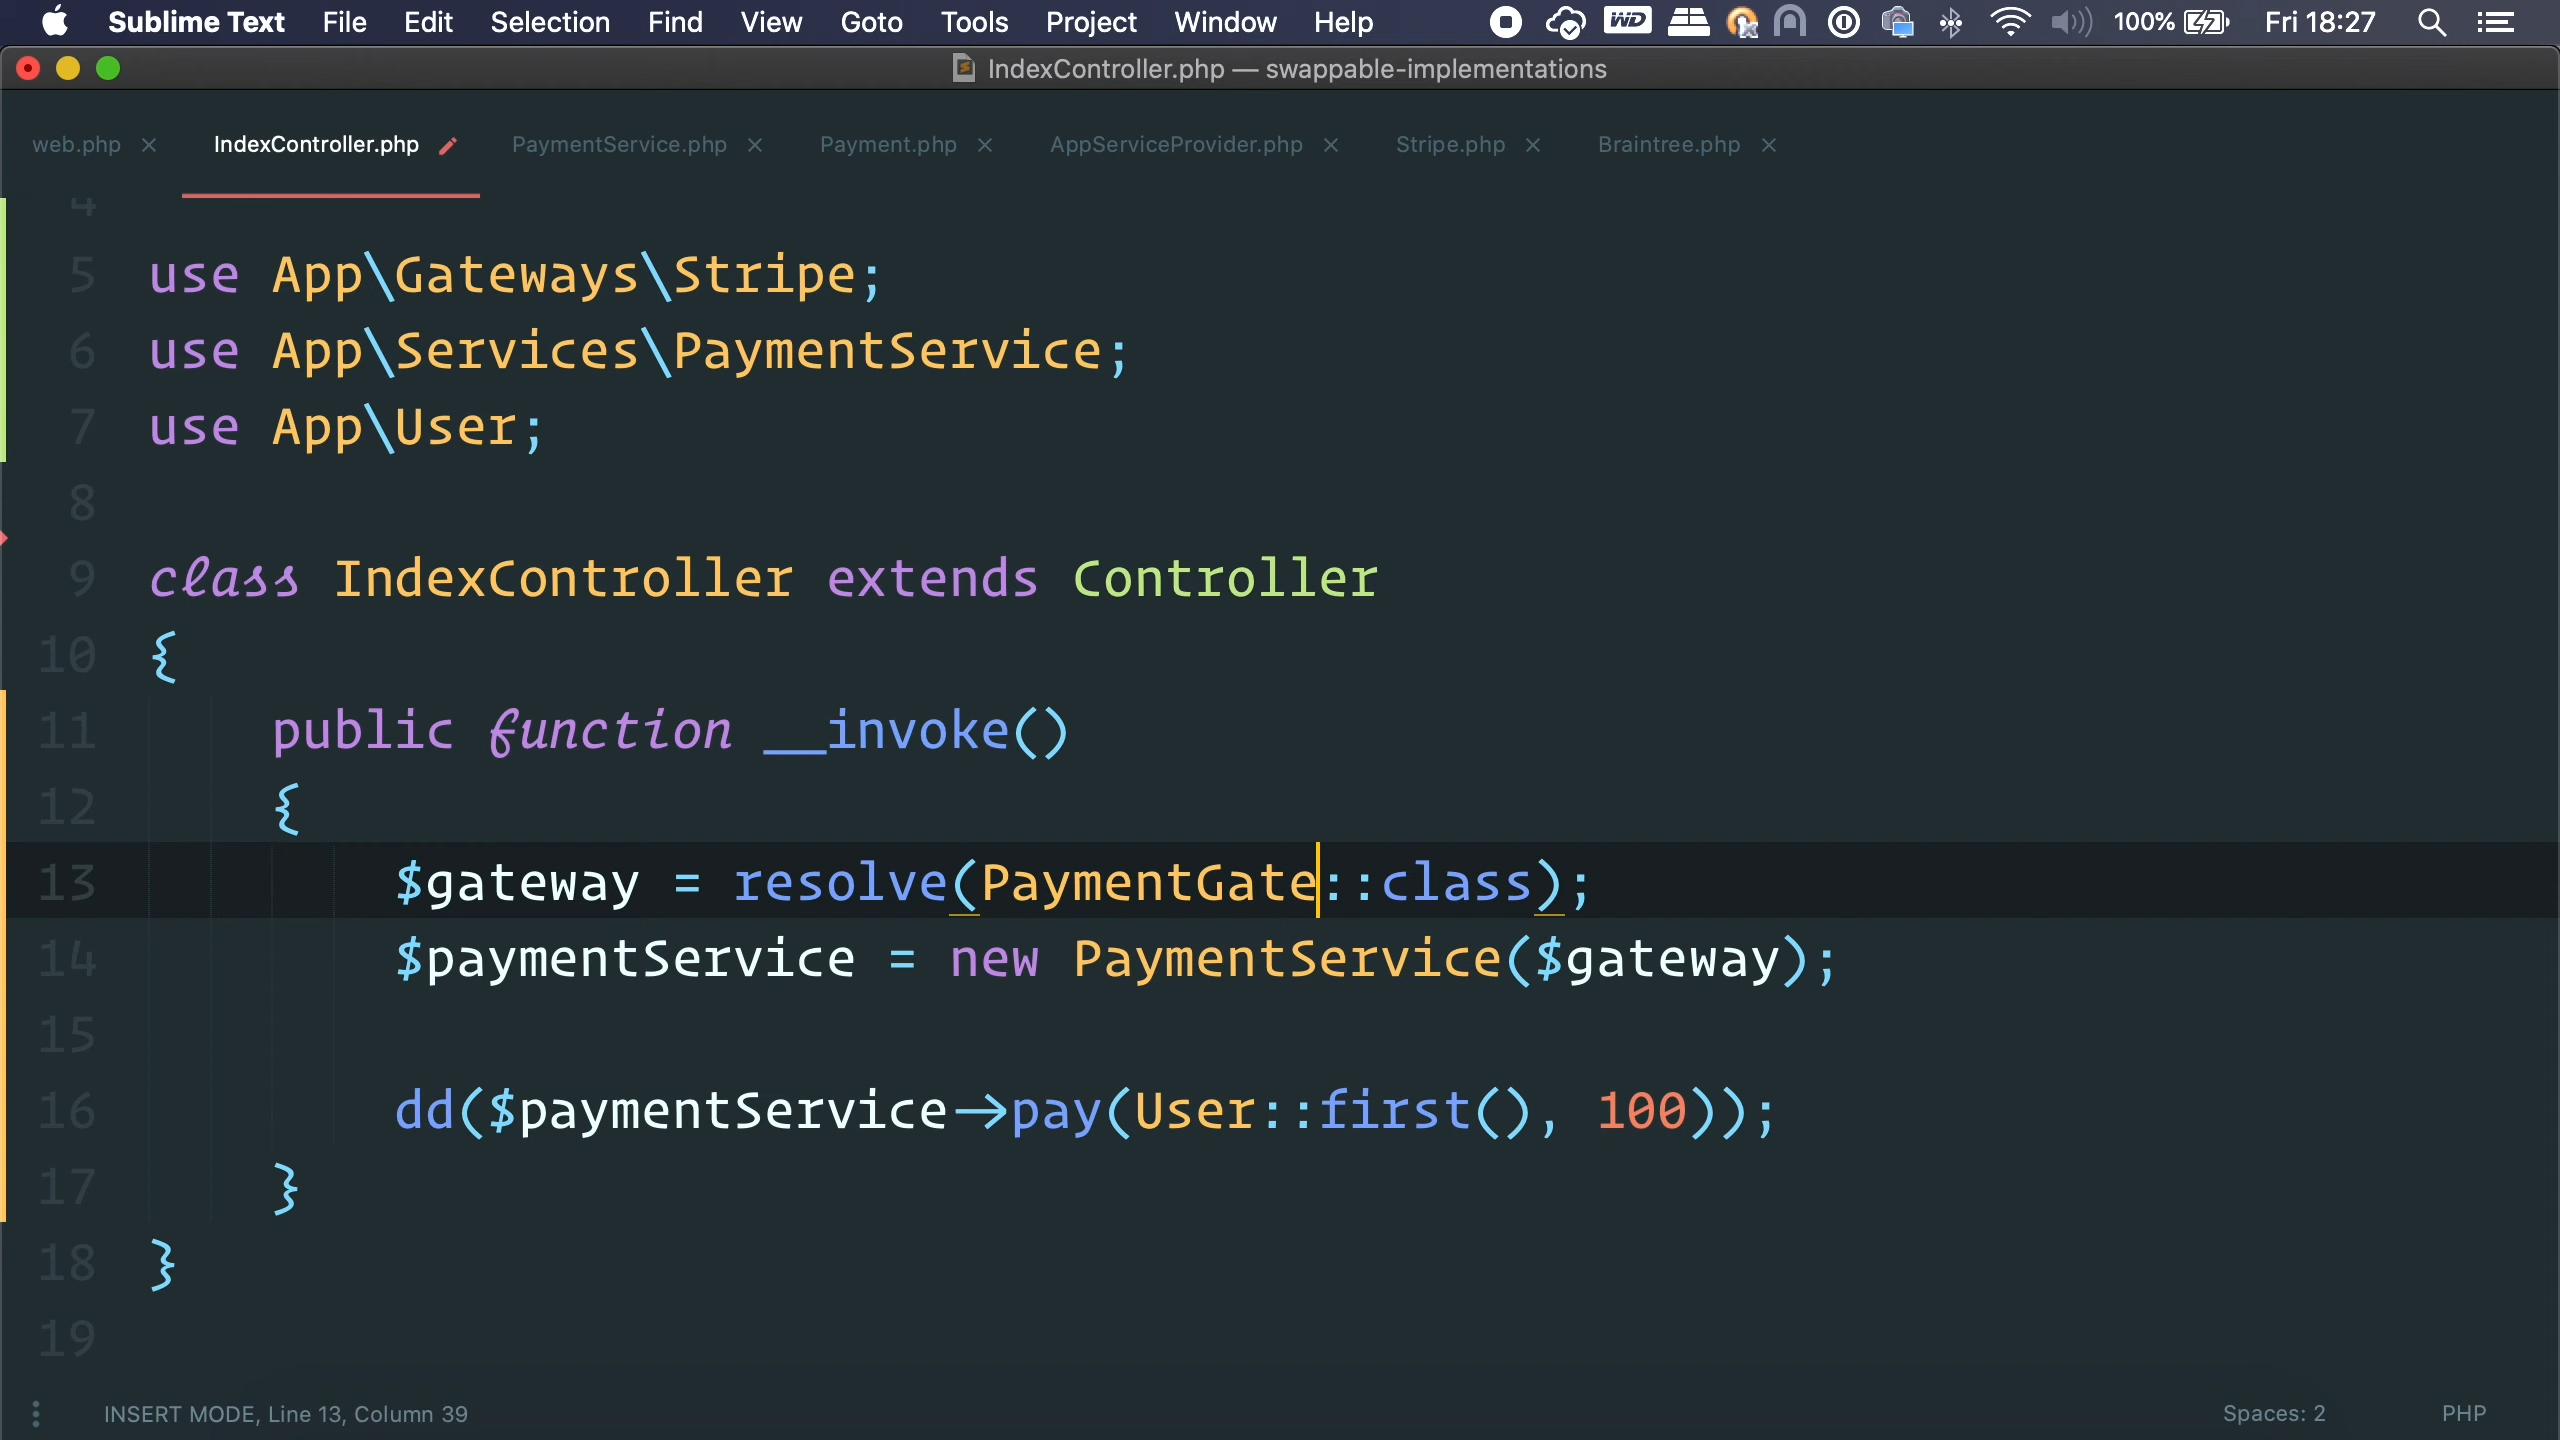 Sublime Text File Edit Selection Find View Goto Tools Project Window Help WD 100% Fri 18:27
IndexController.php — swappable-implementations
web.php × IndexController.php PaymentService.php × Payment.php × AppServiceProvider.php × Stripe.php × Braintree.php ×
4
5 use App\Gateways\Stripe;
6 use App\Services\PaymentService;
7 use App\User;
8
9 class IndexController extends Controller
10 {
11 public function __invoke()
12 {
13 $gateway = resolve(PaymentGate::class);
14 $paymentService = new PaymentService($gateway);
15
16 dd($paymentService->pay(User::first(), 100));
17 }
18 }
19
INSERT MODE, Line 13, Column 39 Spaces: 2 PHP